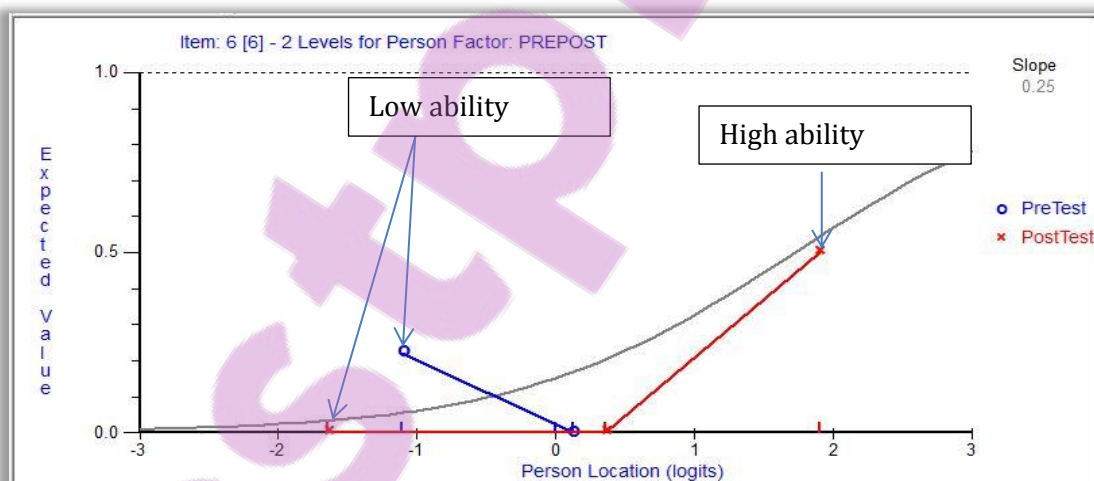 Item: 6 [6] - 2 Levels for Person Factor: PREPOST
Slope
0.25
1.0
0.5
0.0
Expected Value
Low ability
High ability
PreTest
PostTest
-3
-2
-1
0
1
2
3
Person Location (logits)